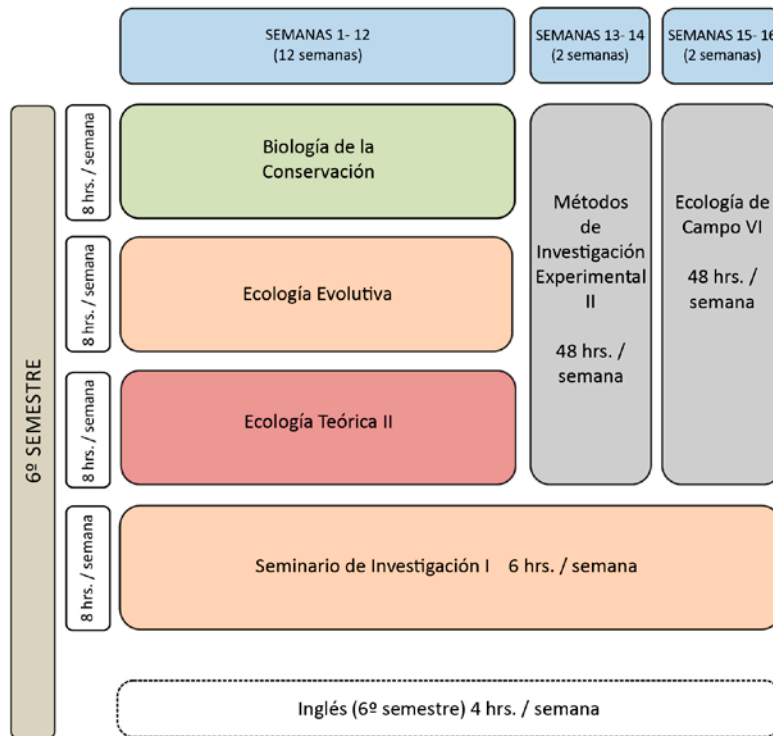 SEMANAS 1- 12
(12 semanas)
SEMANAS 13- 14
(2 semanas)
SEMANAS 15- 16
(2 semanas)
6º SEMESTRE
8 hrs. / semana
Biología de la
Conservación
8 hrs. / semana
Ecología Evolutiva
8 hrs. / semana
Ecología Teórica II
Métodos
de
Investigación
Experimental
II
48 hrs. /
semana
Ecología de
Campo VI
48 hrs. /
semana
8 hrs. / semana
Seminario de Investigación I 6 hrs. / semana
Inglés (6º semestre) 4 hrs. / semana